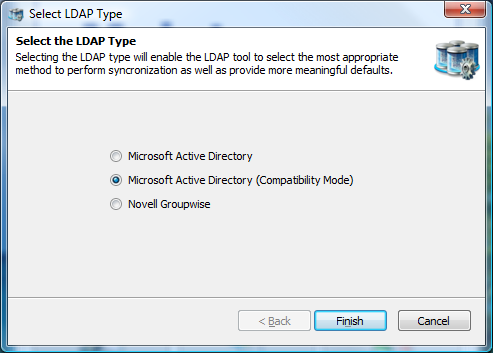 Select LDAP Type
Select the LDAP Type
Selecting the LDAP type will enable the LDAP tool to select the most appropriate
method to perform syncronization as well as provide more meaningful defaults.
Microsoft Active Directory
Microsoft Active Directory (Compatibility Mode)
Novell Groupwise
< Back Finish Cancel